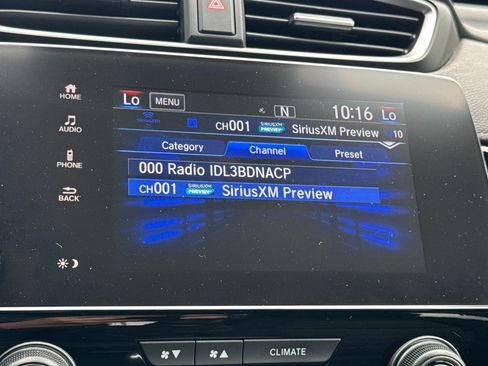 HOME
AUDIO
PHONE
BACK
Lo MENU N 10:16 Lo
SIRIUSXM CH001 SIRIUSXM PREVIEW SiriusXM Preview 10
Category Channel Preset
000 Radio IDL3BDNACP
CH001 SIRIUSXM PREVIEW SiriusXM Preview
CLIMATE